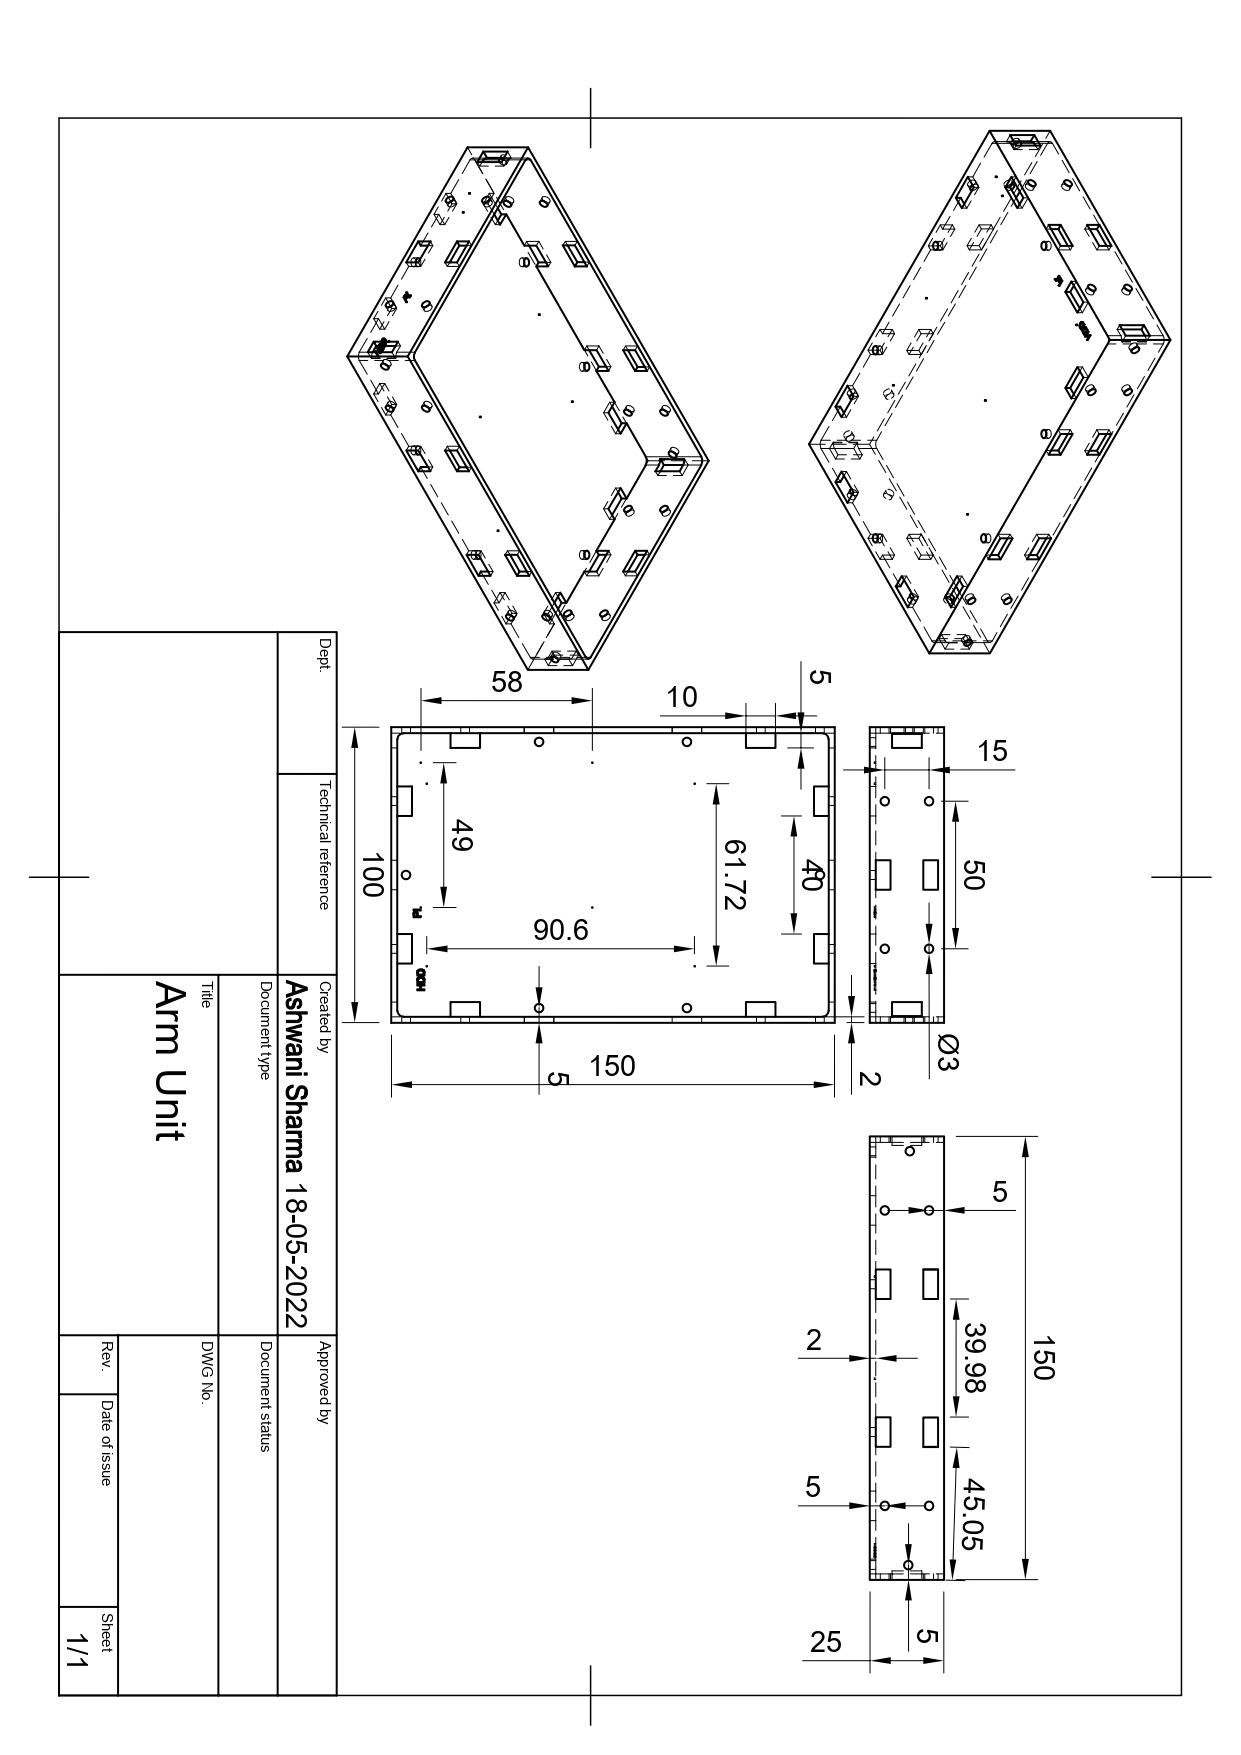 150
15
50
Ø3
5
39.98
45.05
5
2
2
5
25
5
40
61.72
10
150
90.6
5
58
49
PI.
HDD
100
Dept.
Technical reference
Created by
Approved by
Ashwani Sharma 18-05-2022
Document type
Document status
Title
DWG No.
Arm Unit
Rev.
Date of issue
Sheet
1/1